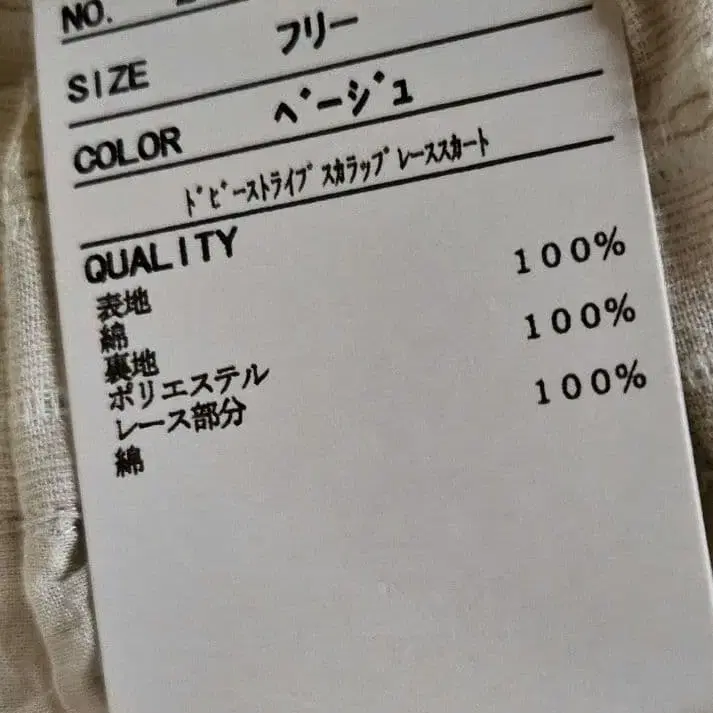 NO.
SIZE フリー
COLOR ベージュ
ドビーストライプ スカラップ レーススカート
QUALITY
表地
綿 100%
裏地
ポリエステル 100%
レース部分
綿 100%